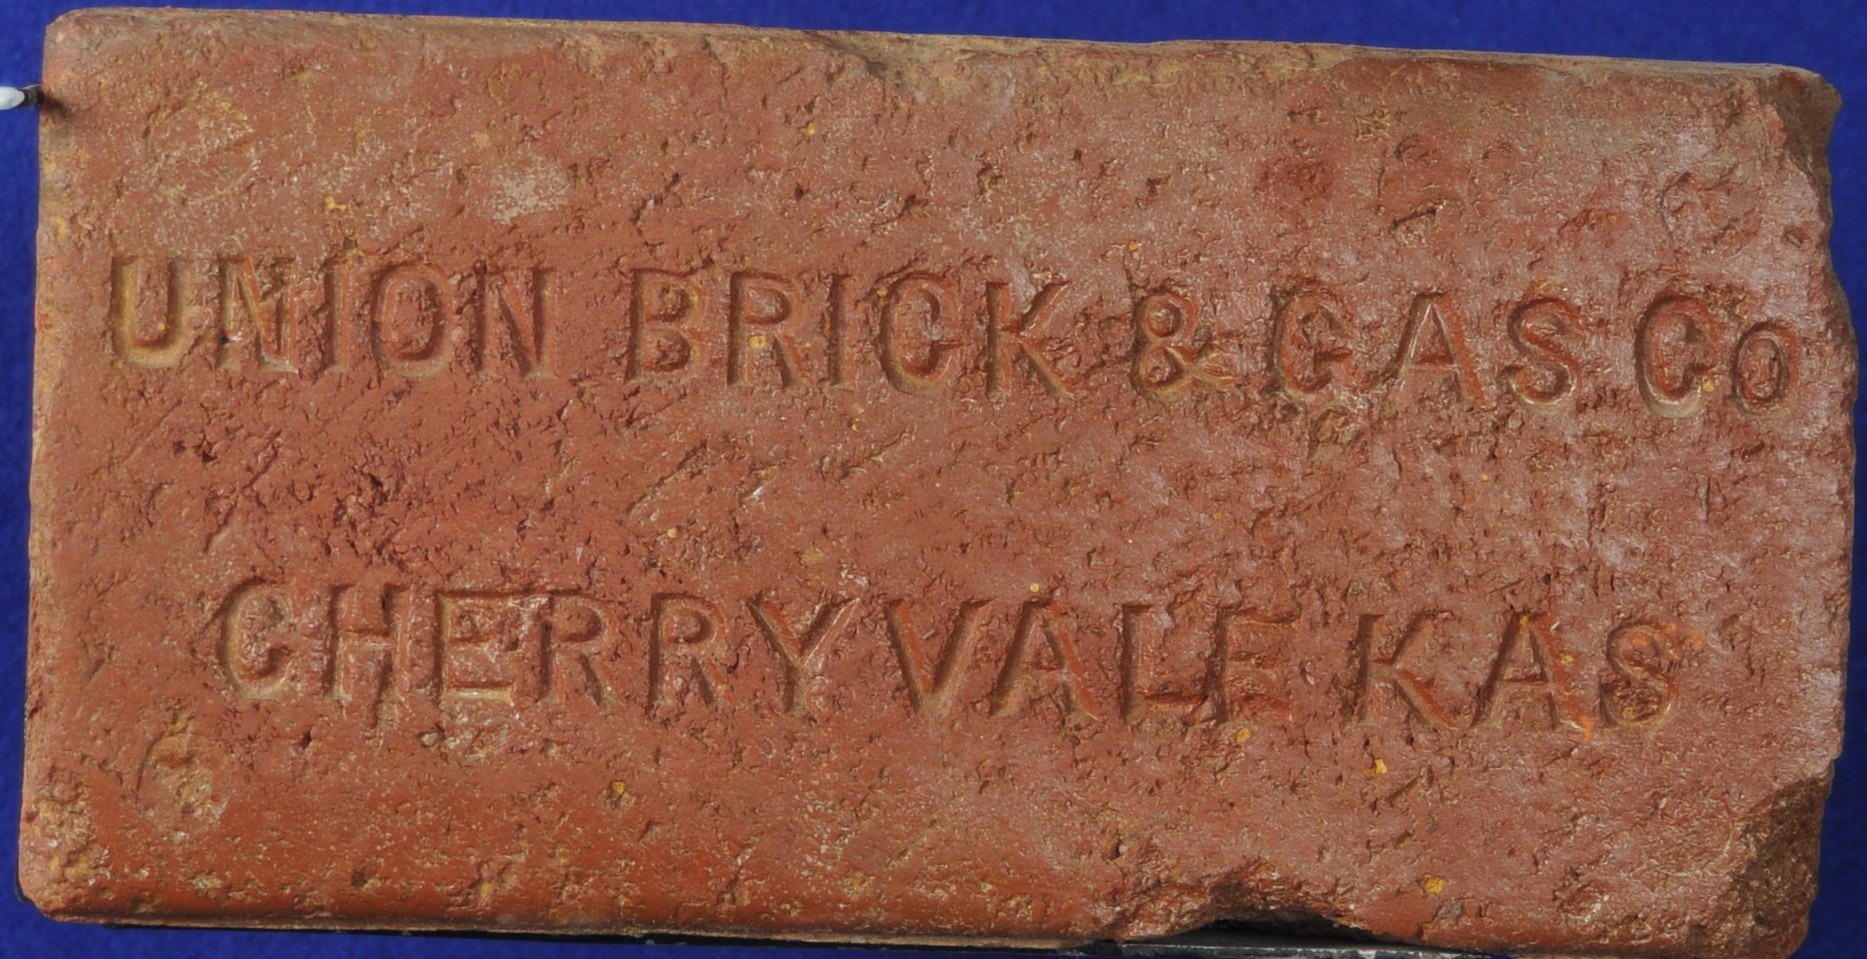 UNION BRICK & GAS Co
CHERRYVALE KAS